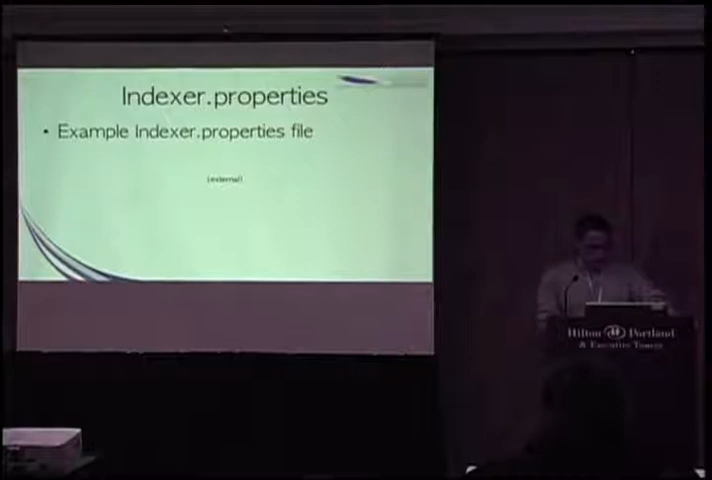 Indexer.properties
• Example Indexer.properties file
(external)
Hilton Portland
& Executive Tower